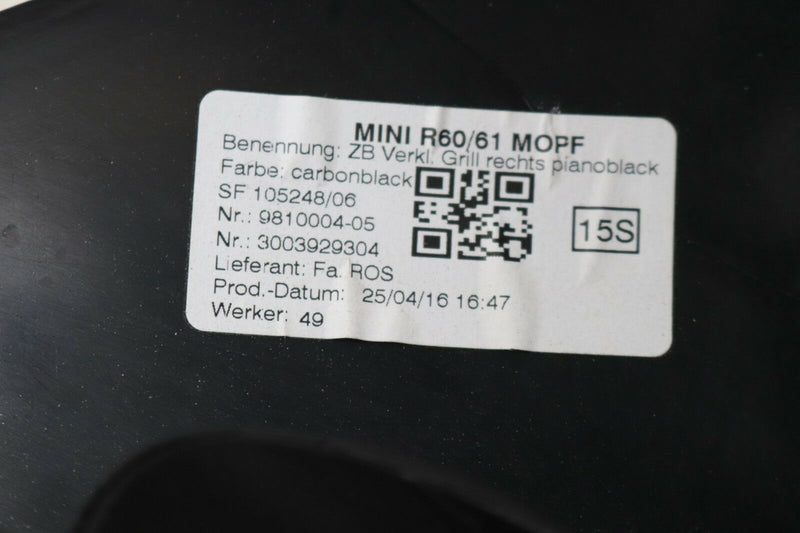 MINI R60/61 MOPF
Benennung: ZB Verkl. Grill rechts pianoblack
Farbe: carbonblack
SF 105248/06
Nr.: 9810004-05
Nr.: 3003929304
15S
Lieferant: Fa. ROS
Prod.-Datum: 25/04/16 16:47
Werker: 49